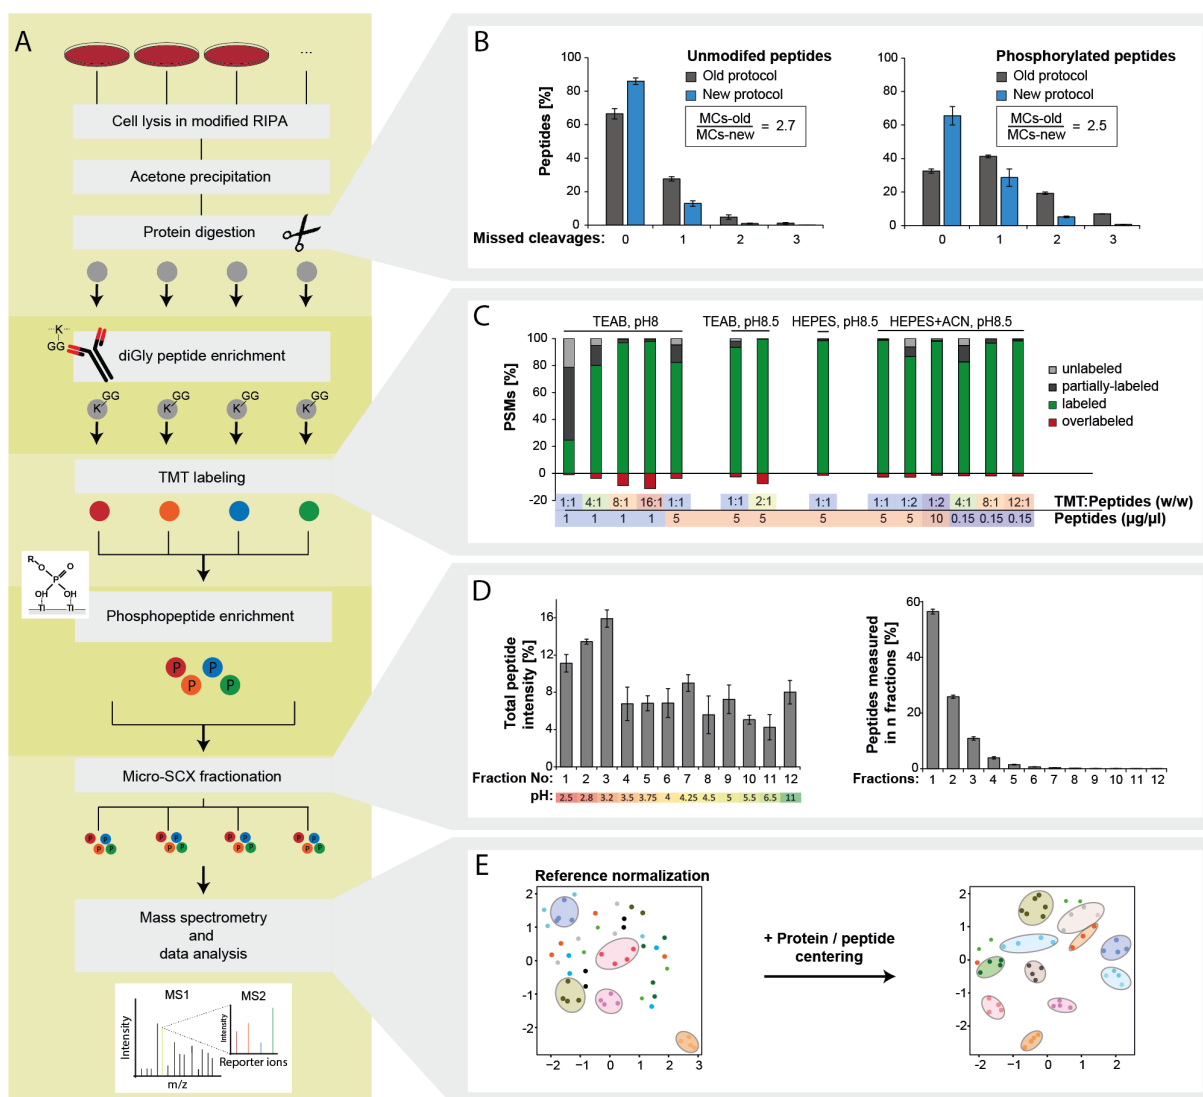 A
...
Cell lysis in modified RIPA
Acetone precipitation
Protein digestion
K
GG
diGly peptide enrichment
GG GG GG GG
K K K K
TMT labeling
R
O
O
P
OH OH
Ti Ti
Phosphopeptide enrichment
P P
P P
Micro-SCX fractionation
P P P P P P P P
P P P P P P P P
Mass spectrometry
and
data analysis
MS1 MS2
Intensity
Intensity
Reporter ions
m/z
B
Unmodifed peptides
Old protocol
New protocol
MCs-old
MCs-new
= 2.7
Peptides [%]
100
80
60
40
20
0
Missed cleavages: 0 1 2 3
Phosphorylated peptides
Old protocol
New protocol
MCs-old
MCs-new
= 2.5
100
80
60
40
20
0
0 1 2 3
C
TEAB, pH8 TEAB, pH8.5 HEPES, pH8.5 HEPES+ACN, pH8.5
PSMs [%]
100
80
60
40
20
0
-20
unlabeled
partially-labeled
labeled
overlabeled
1:1 4:1 8:1 16:1 1:1 1:1 2:1 1:1 1:1 1:2 1:2 4:1 8:1 12:1 TMT:Peptides (w/w)
1 1 1 1 5 5 5 5 5 5 10 0.15 0.15 0.15 Peptides (µg/µl)
D
Total peptide
intensity [%]
16
12
8
4
0
Fraction No: 1 2 3 4 5 6 7 8 9 10 11 12
pH: 2.5 2.8 3.2 3.5 3.75 4 4.25 4.5 5 5.5 6.5 11
Peptides measured
in n fractions [%]
60
40
20
0
Fractions: 1 2 3 4 5 6 7 8 9 10 11 12
E
Reference normalization
2
1
0
-1
-2
−2 −1 0 1 2 3
+ Protein / peptide
centering
2
1
0
-1
-2
−2 −1 0 1 2